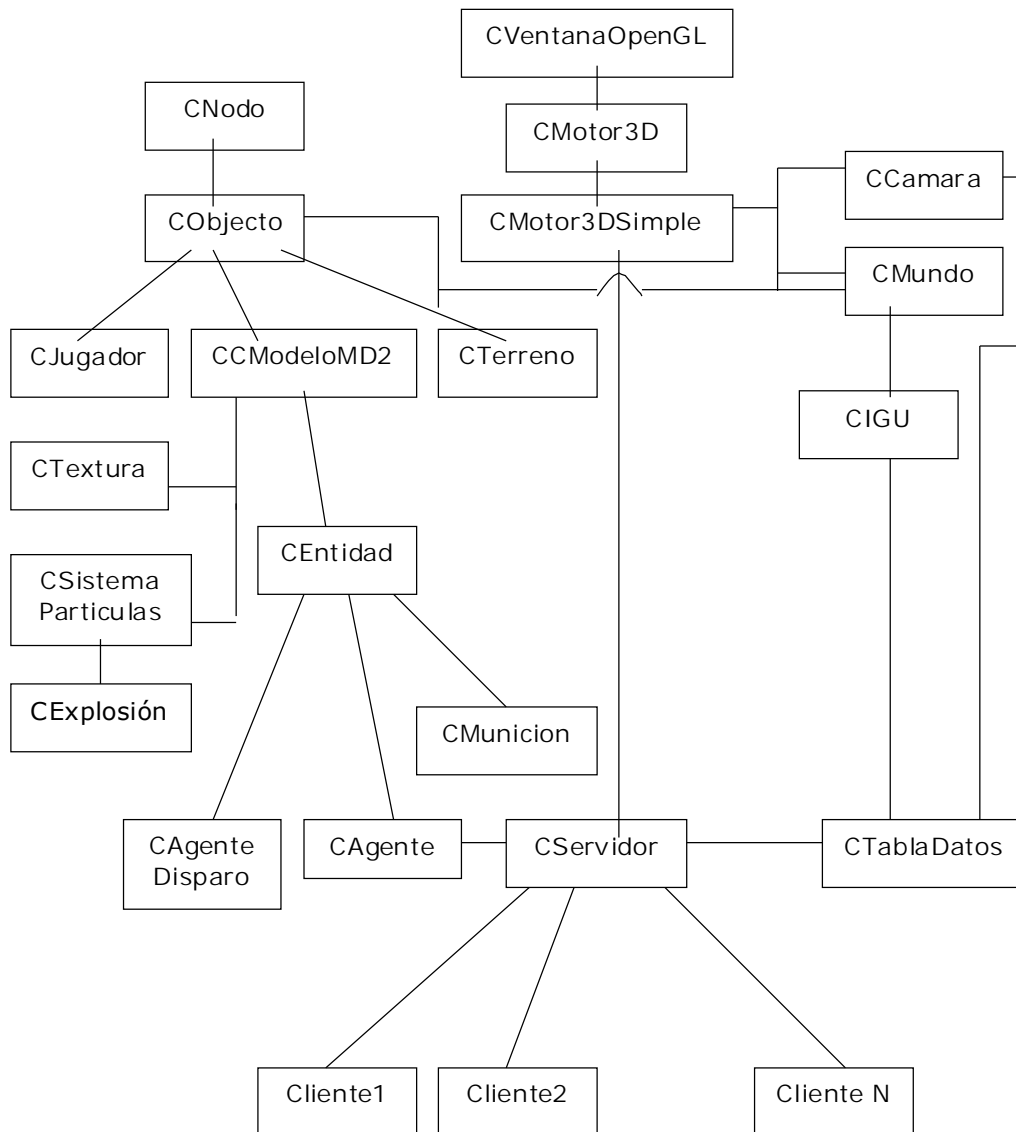 CVentanaOpenGL
CNodo
CMotor3D
CCamara
CObjecto
CMotor3DSimple
CMundo
CJugador
CCModeloMD2
CTerreno
CIGU
CTextura
CEntidad
CSistema
Particulas
CExplosión
CMunicion
CAgente
Disparo
CAgente
CServidor
CTablaDatos
Cliente1
Cliente2
Cliente N